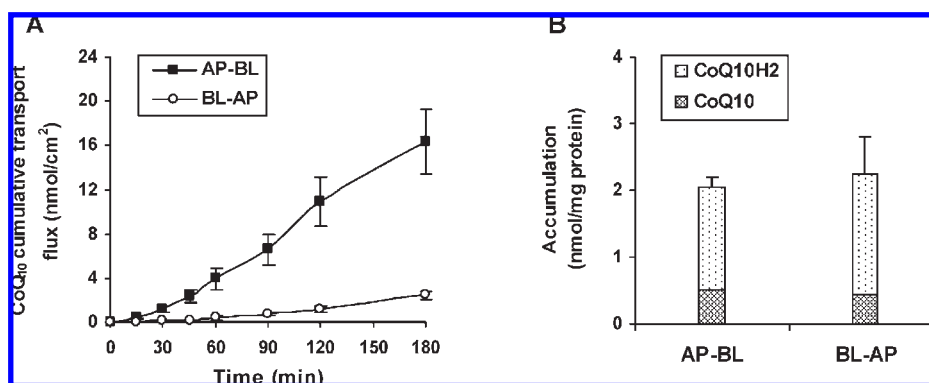 A
CoQ10 cumulative transport
flux (nmol/cm²)
24
20
16
12
8
4
0
AP-BL
BL-AP
0 30 60 90 120 150 180
Time (min)
B
Accumulation
(nmol/mg protein)
4
3
2
1
0
CoQ10H2
CoQ10
AP-BL BL-AP